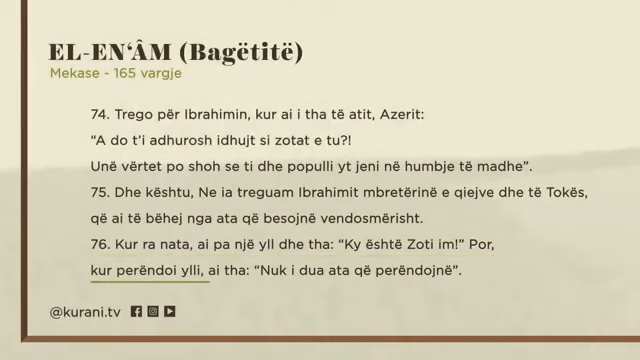 EL-EN‘ÂM (Bagëtitë)
Mekase - 165 vargje
74. Trego për Ibrahimin, kur ai i tha të atit, Azerit:
“A do t’i adhurosh idhujt si zotat e tu?!
Unë vërtet po shoh se ti dhe populli yt jeni në humbje të madhe”.
75. Dhe kështu, Ne ia treguam Ibrahimit mbretërinë e qiejve dhe të Tokës,
që ai të bëhej nga ata që besojnë vendosmërisht.
76. Kur ra nata, ai pa një yll dhe tha: “Ky është Zoti im!” Por,
kur perëndoi ylli, ai tha: “Nuk i dua ata që perëndojnë”.
@kurani.tv